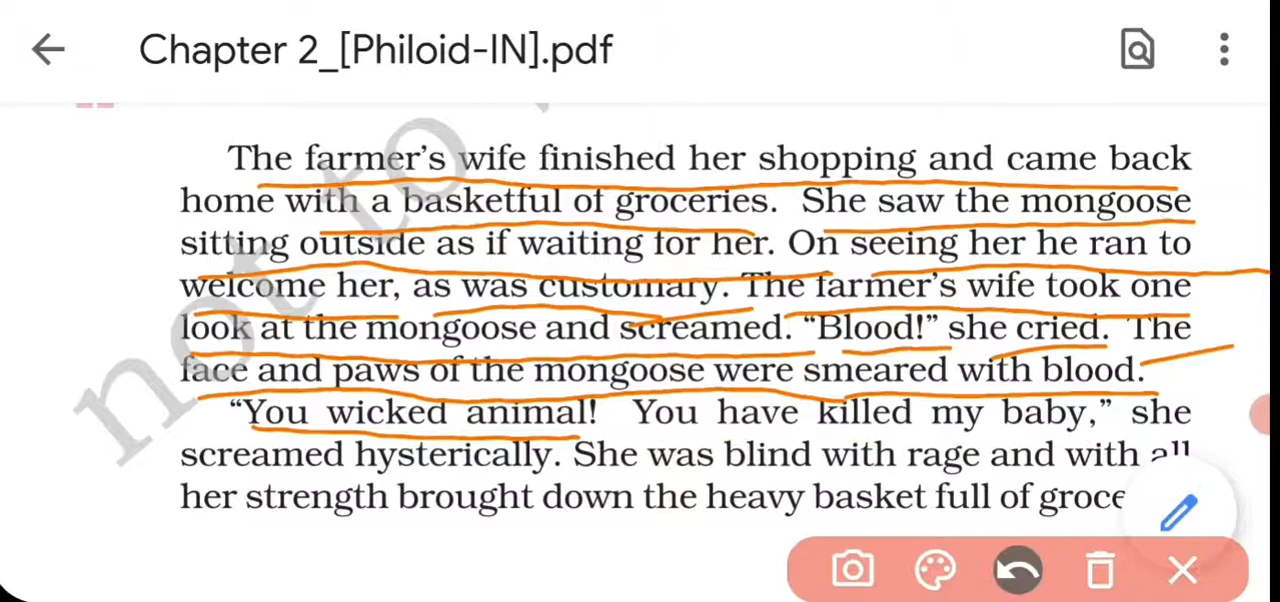 Chapter 2_[Philoid-IN].pdf
The farmer's wife finished her shopping and came back
home with a basketful of groceries. She saw the mongoose
sitting outside as if waiting for her. On seeing her he ran to
welcome her, as was customary. The farmer's wife took one
look at the mongoose and screamed. “Blood!” she cried. The
face and paws of the mongoose were smeared with blood.
“You wicked animal! You have killed my baby,” she
screamed hysterically. She was blind with rage and with all
her strength brought down the heavy basket full of groce
not to